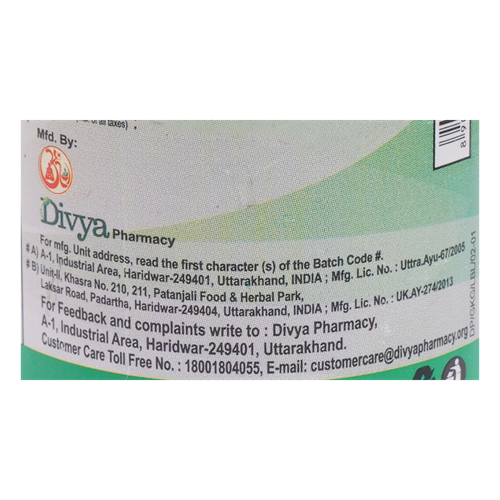 of all taxes)
Mfd. By:
Divya Pharmacy
For mfg. Unit address, read the first character (s) of the Batch Code #.
# A) A-1, Industrial Area, Haridwar-249401, Uttarakhand, INDIA ; Mfg. Lic. No. : Uttra.Ayu-67/2005
# B) Unit-II, Khasra No. 210, 211, Patanjali Food & Herbal Park,
Laksar Road, Padartha, Haridwar-249404, Uttarakhand, INDIA ; Mfg. Lic. No. : UK.AY-274/2013
For Feedback and complaints write to : Divya Pharmacy,
A-1, Industrial Area, Haridwar-249401, Uttarakhand.
Customer Care Toll Free No. : 18001804055, E-mail: customercare@divyapharmacy.org